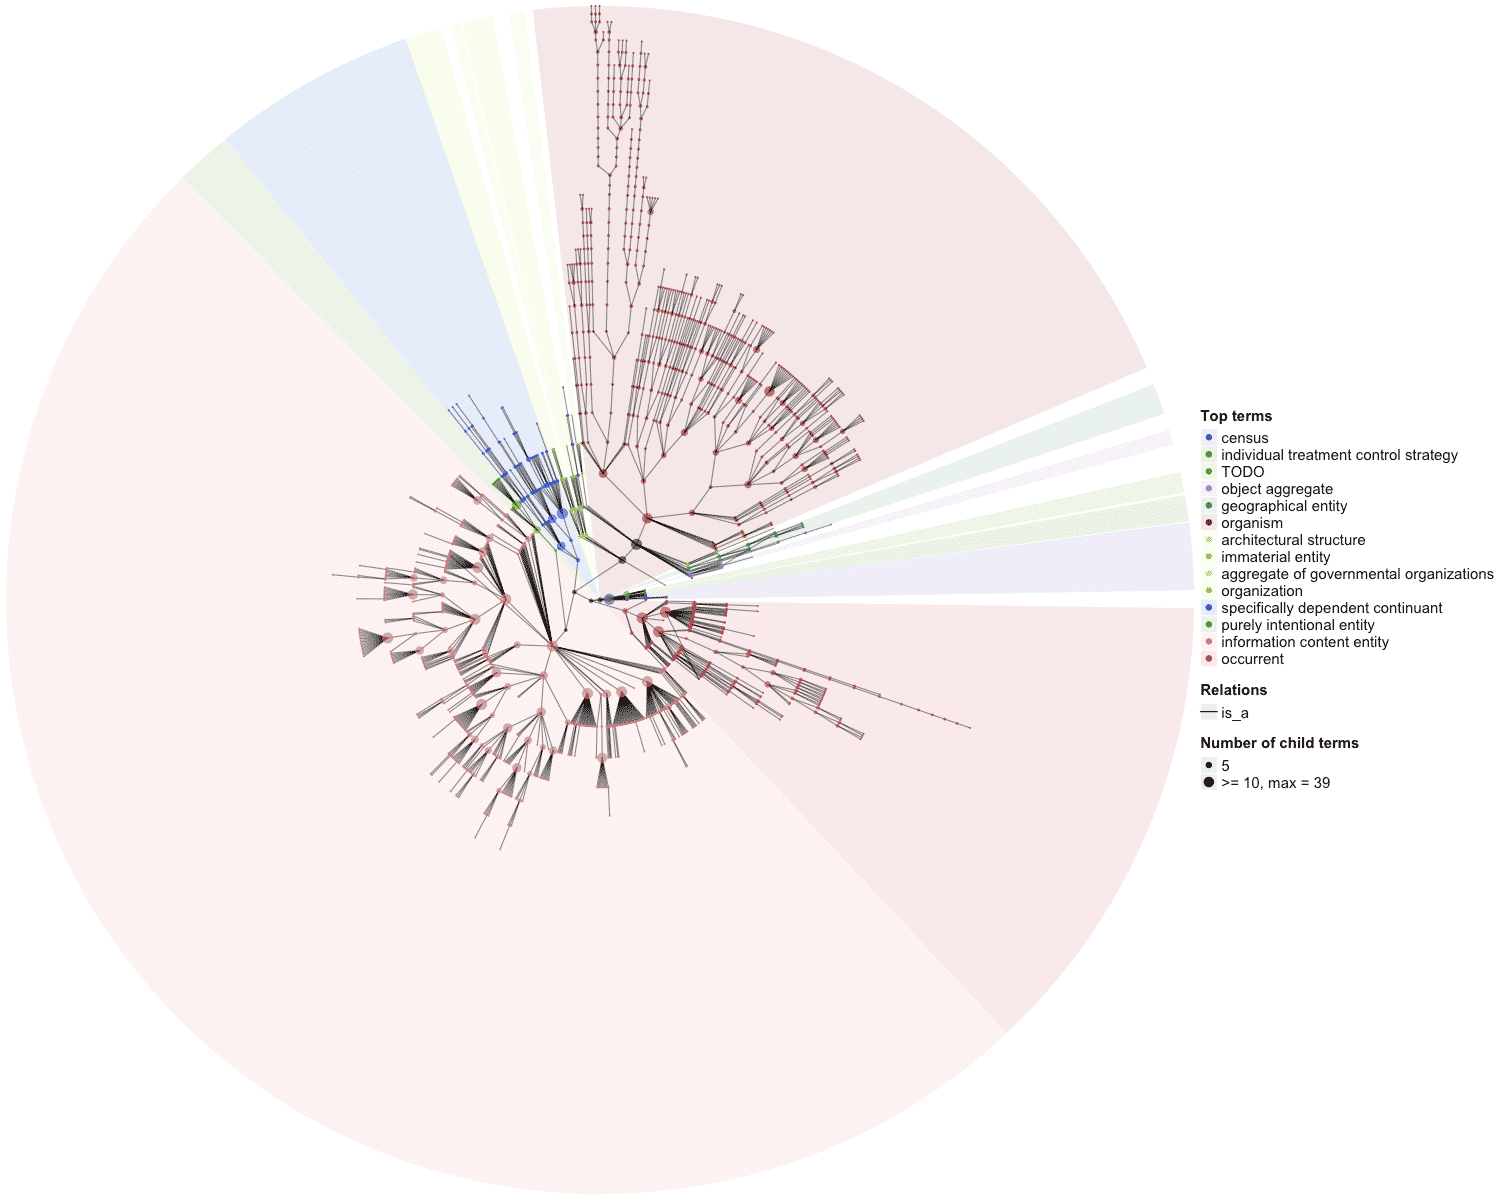 Top terms
census
individual treatment control strategy
TODO
object aggregate
geographical entity
organism
architectural structure
immaterial entity
aggregate of governmental organizations
organization
specifically dependent continuant
purely intentional entity
information content entity
occurrent
Relations
is_a
Number of child terms
5
>= 10, max = 39